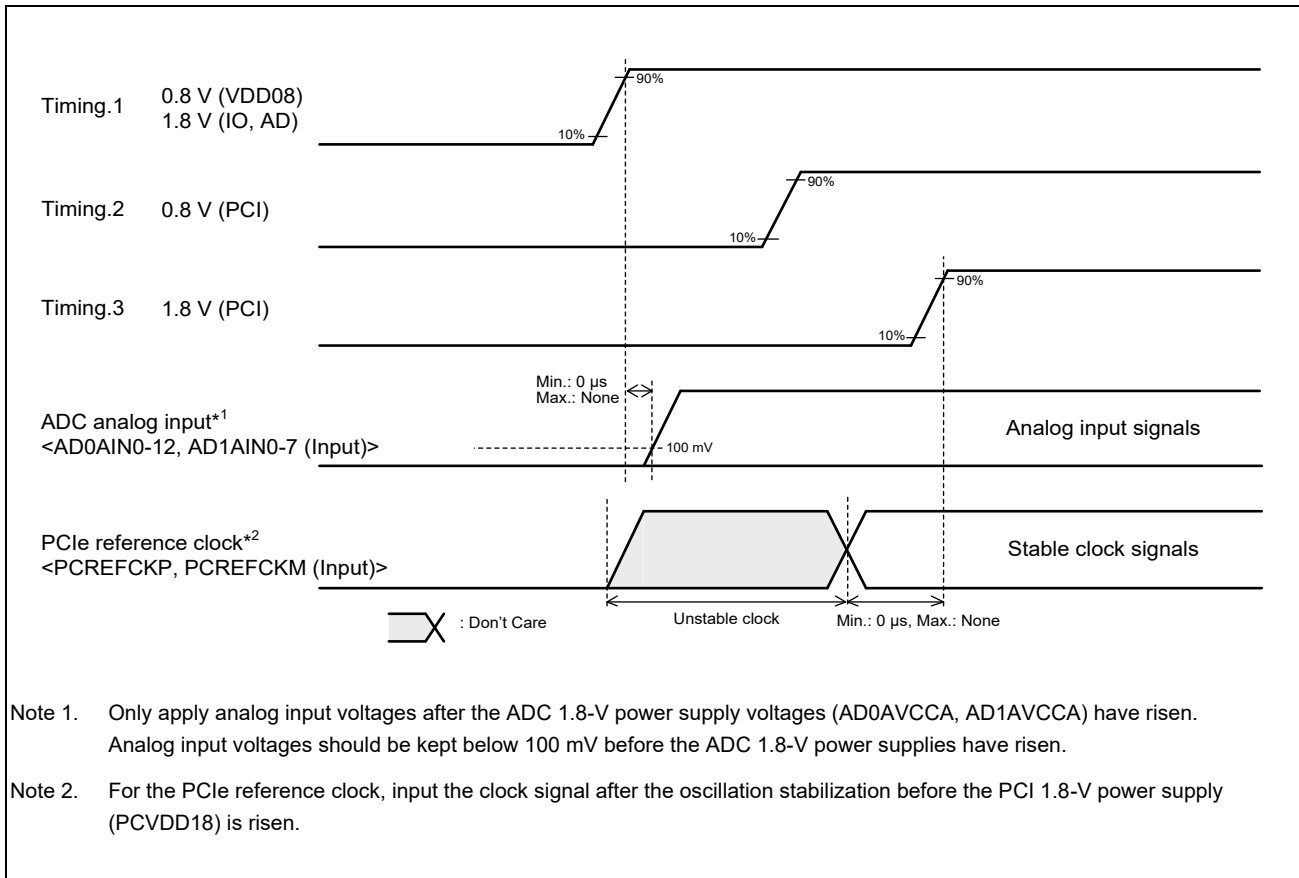 90%
Timing.1 0.8 V (VDD08)
1.8 V (IO, AD)
10%
90%
Timing.2 0.8 V (PCI)
10%
90%
Timing.3 1.8 V (PCI)
10%
Min.: 0 µs
Max.: None
ADC analog input*1
<AD0AIN0-12, AD1AIN0-7 (Input)>
100 mV
Analog input signals
PCIe reference clock*2
<PCREFCKP, PCREFCKM (Input)>
Stable clock signals
: Don't Care
Unstable clock
Min.: 0 µs, Max.: None
Note 1. Only apply analog input voltages after the ADC 1.8-V power supply voltages (AD0AVCCA, AD1AVCCA) have risen.
Analog input voltages should be kept below 100 mV before the ADC 1.8-V power supplies have risen.
Note 2. For the PCIe reference clock, input the clock signal after the oscillation stabilization before the PCI 1.8-V power supply
(PCVDD18) is risen.